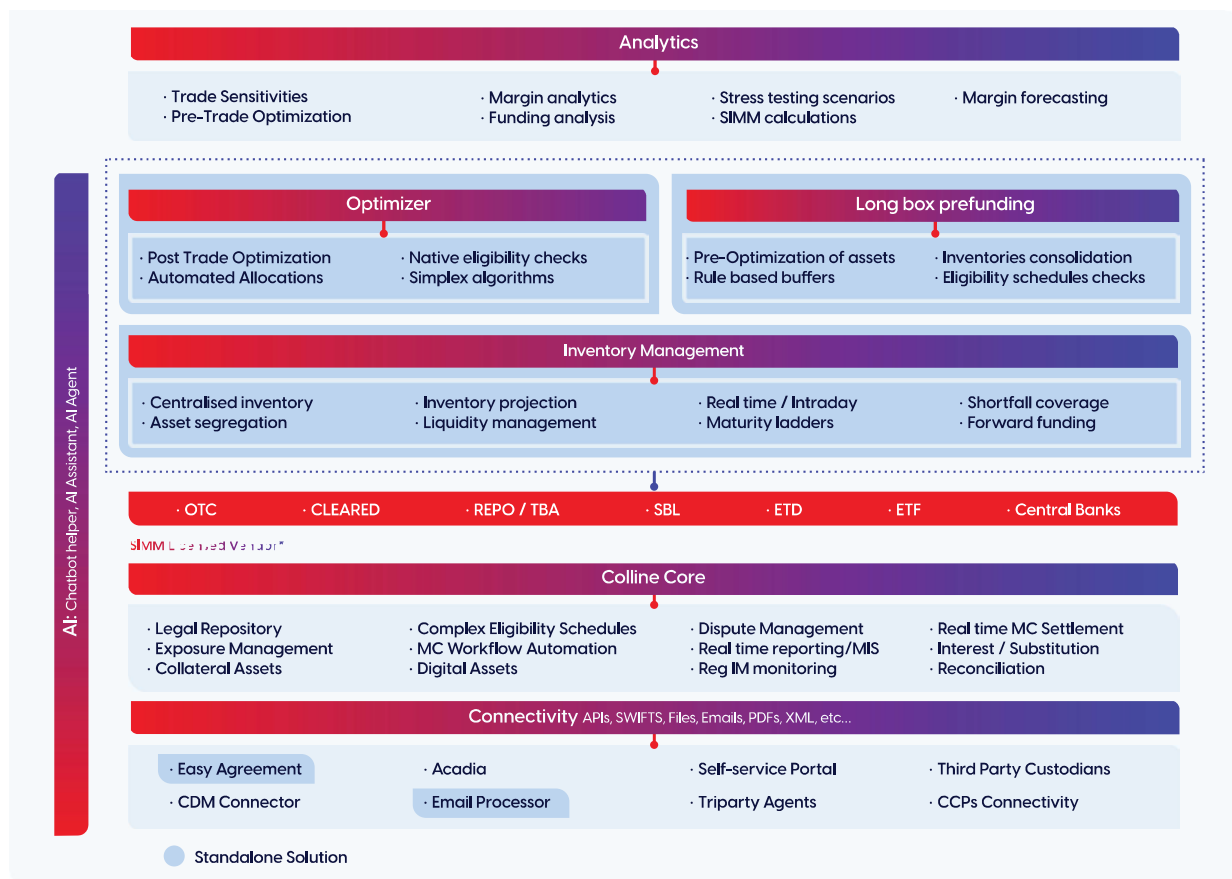 Analytics
· Trade Sensitivities
· Pre-Trade Optimization
· Margin analytics
· Funding analysis
· Stress testing scenarios
· SIMM calculations
· Margin forecasting
AI: Chatbot helper, AI Assistant, AI Agent
Optimizer
· Post Trade Optimization
· Automated Allocations
· Native eligibility checks
· Simplex algorithms
Long box prefunding
· Pre-Optimization of assets
· Rule based buffers
· Inventories consolidation
· Eligibility schedules checks
Inventory Management
· Centralised inventory
· Asset segregation
· Inventory projection
· Liquidity management
· Real time / Intraday
· Maturity ladders
· Shortfall coverage
· Forward funding
· OTC · CLEARED · REPO / TBA · SBL · ETD · ETF · Central Banks
SIMM Licensed Vendor*
Colline Core
· Legal Repository
· Exposure Management
· Collateral Assets
· Complex Eligibility Schedules
· MC Workflow Automation
· Digital Assets
· Dispute Management
· Real time reporting/MIS
· Reg IM monitoring
· Real time MC Settlement
· Interest / Substitution
· Reconciliation
Connectivity APIs, SWIFTS, Files, Emails, PDFs, XML, etc...
· Easy Agreement
· CDM Connector
· Acadia
· Email Processor
· Self-service Portal
· Triparty Agents
· Third Party Custodians
· CCPs Connectivity
Standalone Solution